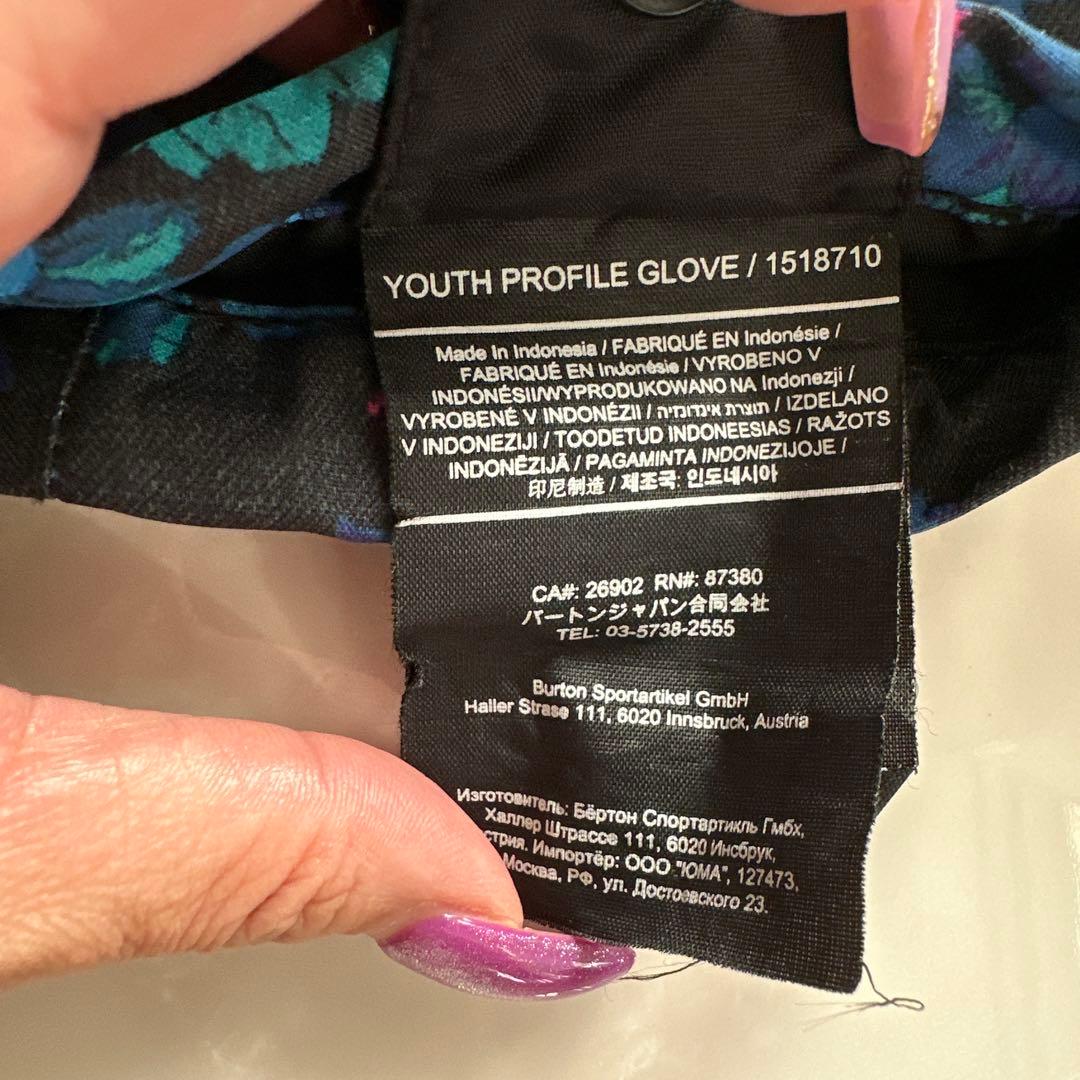 YOUTH PROFILE GLOVE / 1518710
Made In Indonesia / FABRIQUÉ EN Indonésie /
FABRIQUÉ EN Indonésie / VYROBENO V
INDONÉSII/WYPRODUKOWANO NA Indonezji /
VYROBENÉ V INDONÉZII / תוצרת אינדונזיה / IZDELANO
V INDONEZIJI / TOODETUD INDONEESIAS / RAŽOTS
INDONĒZIJĀ / PAGAMINTA INDONEZIJOJE /
印尼制造 / 제조국: 인도네시아
CA#: 26902 RN#: 87380
バートンジャパン合同会社
TEL: 03-5738-2555
Burton Sportartikel GmbH
Haller Strase 111, 6020 Innsbruck, Austria
Изготовитель: Бёртон Спортартикль Гмбх,
Халлер Штрассе 111, 6020 Инсбрук,
стрия. Импортёр: ООО "ЮМА", 127473,
Москва, РФ, ул. Достоевского 23.